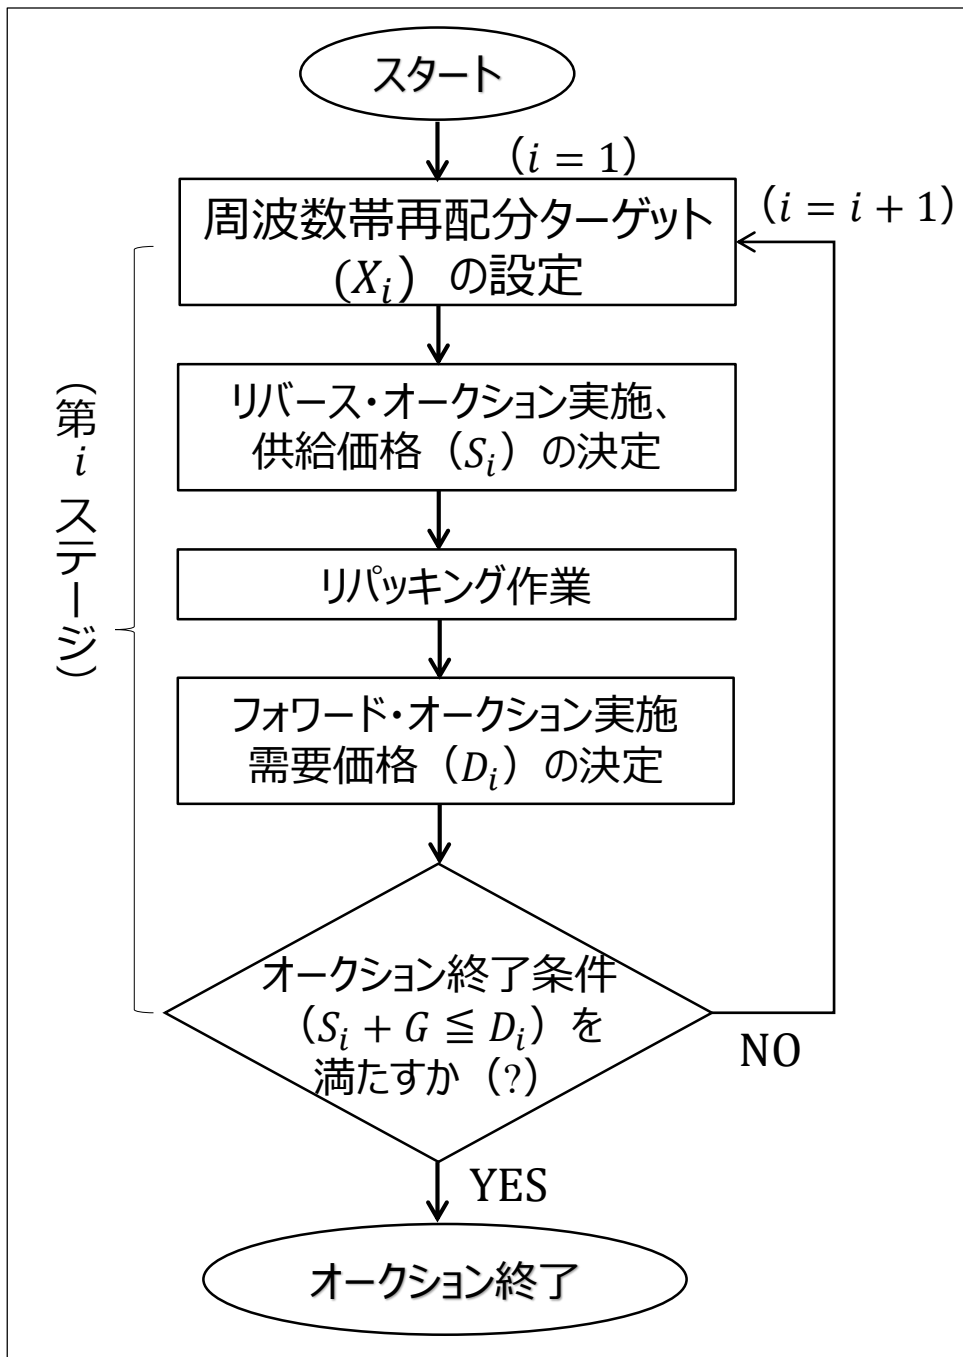 スタート
（i = 1）
（i = i + 1）
周波数帯再配分ターゲット
（X_i）の設定
（第 i ステージ）
リバース・オークション実施、
供給価格（S_i）の決定
リパッキング作業
フォワード・オークション実施
需要価格（D_i）の決定
オークション終了条件
（S_i + G ≦ D_i）を
満たすか（?）
NO
YES
オークション終了